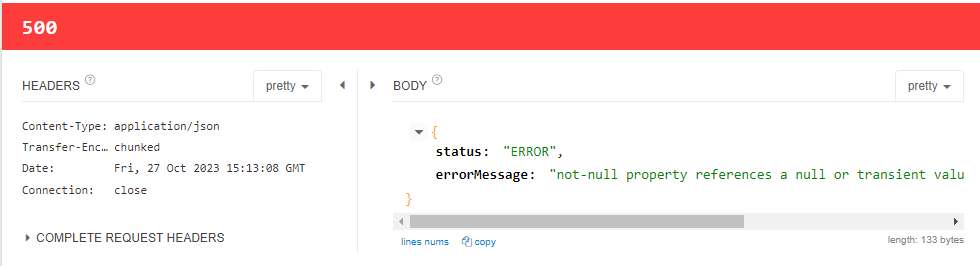 500
HEADERS ?
pretty
Content-Type: application/json
Transfer-Enc… chunked
Date: Fri, 27 Oct 2023 15:13:08 GMT
Connection: close
COMPLETE REQUEST HEADERS
BODY ?
pretty
{
status: "ERROR",
errorMessage: "not-null property references a null or transient valu
}
lines nums copy
length: 133 bytes